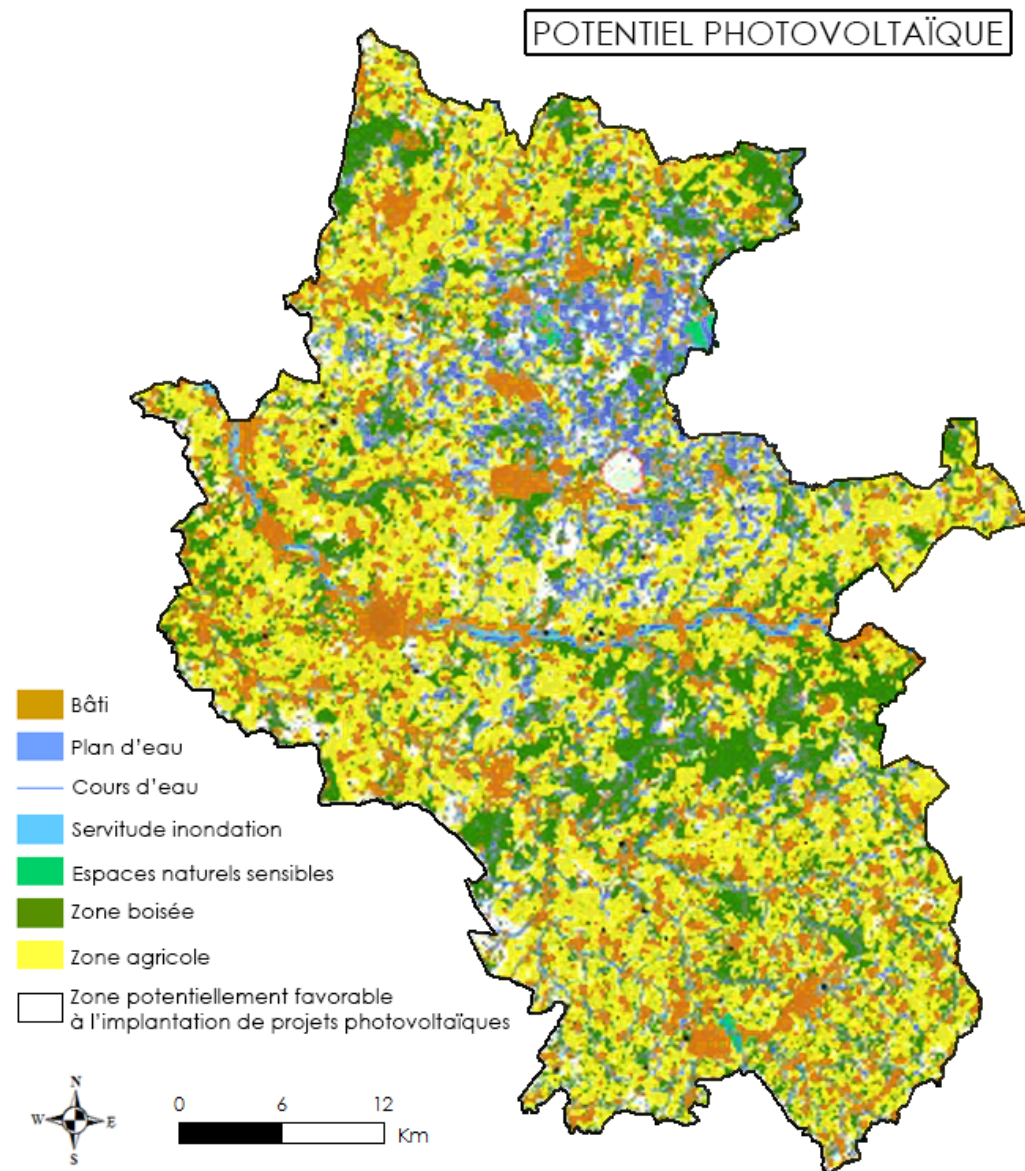 POTENTIEL PHOTOVOLTAÏQUE
Bâti
Plan d'eau
Cours d'eau
Servitude inondation
Espaces naturels sensibles
Zone boisée
Zone agricole
Zone potentiellement favorable
à l'implantation de projets photovoltaïques
N
W E
S
0 6 12
Km